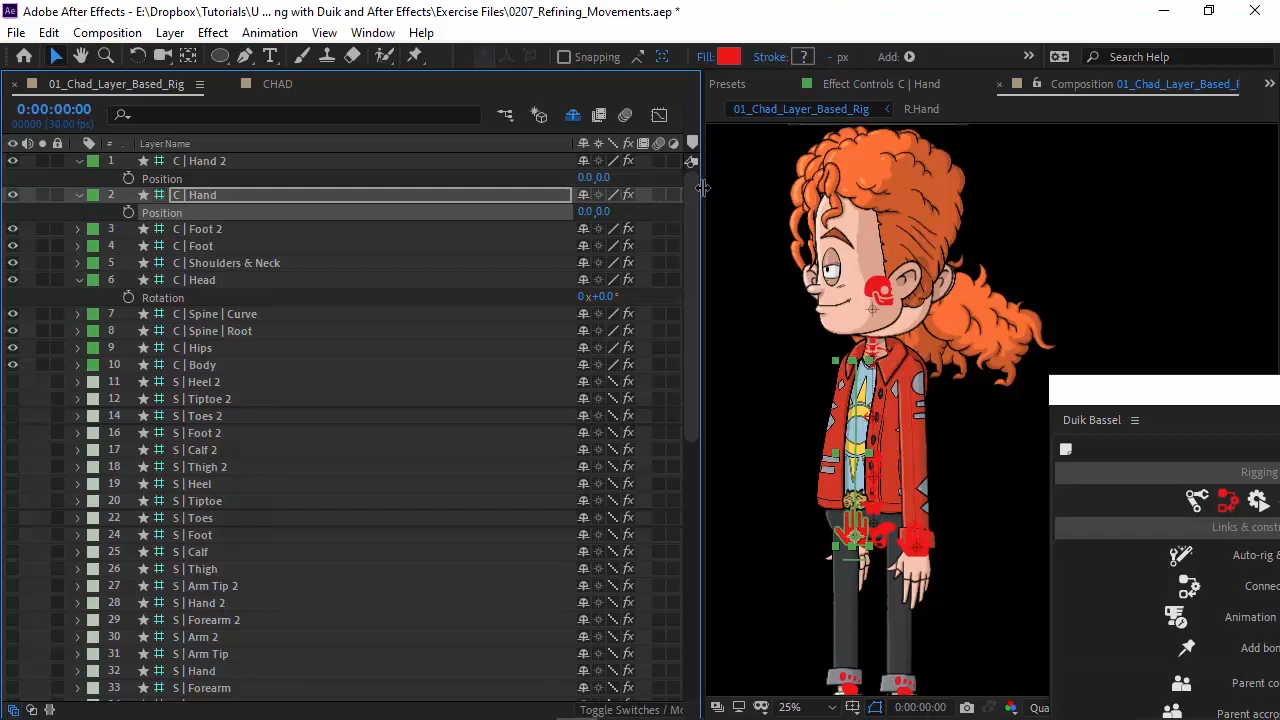 Adobe After Effects - E:\Dropbox\Tutorials\U ... ng with Duik and After Effects\Exercise Files\0207_Refining_Movements.aep *
File Edit Composition Layer Effect Animation View Window Help
Snapping Fill: Stroke: ? - px Add: Search Help
01_Chad_Layer_Based_Rig CHAD Presets Effect Controls C | Hand Composition 01_Chad_Layer_Based_R
0:00:00:00
00000 (30.00 fps)
01_Chad_Layer_Based_Rig R.Hand
# Layer Name
1 C | Hand 2
Position 0.0,0.0
2 C | Hand
Position 0.0,0.0
3 C | Foot 2
4 C | Foot
5 C | Shoulders & Neck
6 C | Head
Rotation 0x+0.0°
7 C | Spine | Curve
8 C | Spine | Root
9 C | Hips
10 C | Body
11 S | Heel 2
12 S | Tiptoe 2
14 S | Toes 2
16 S | Foot 2
17 S | Calf 2
18 S | Thigh 2
19 S | Heel
20 S | Tiptoe
22 S | Toes
24 S | Foot
25 S | Calf
26 S | Thigh
27 S | Arm Tip 2
28 S | Hand 2
29 S | Forearm 2
30 S | Arm 2
31 S | Arm Tip
32 S | Hand
33 S | Forearm
Toggle Switches / Mo
Duik Bassel
Rigging
Links & constr
Auto-rig &
Connec
Animation
Add bon
Parent co
Parent accro
25% 0:00:00:00 Qua